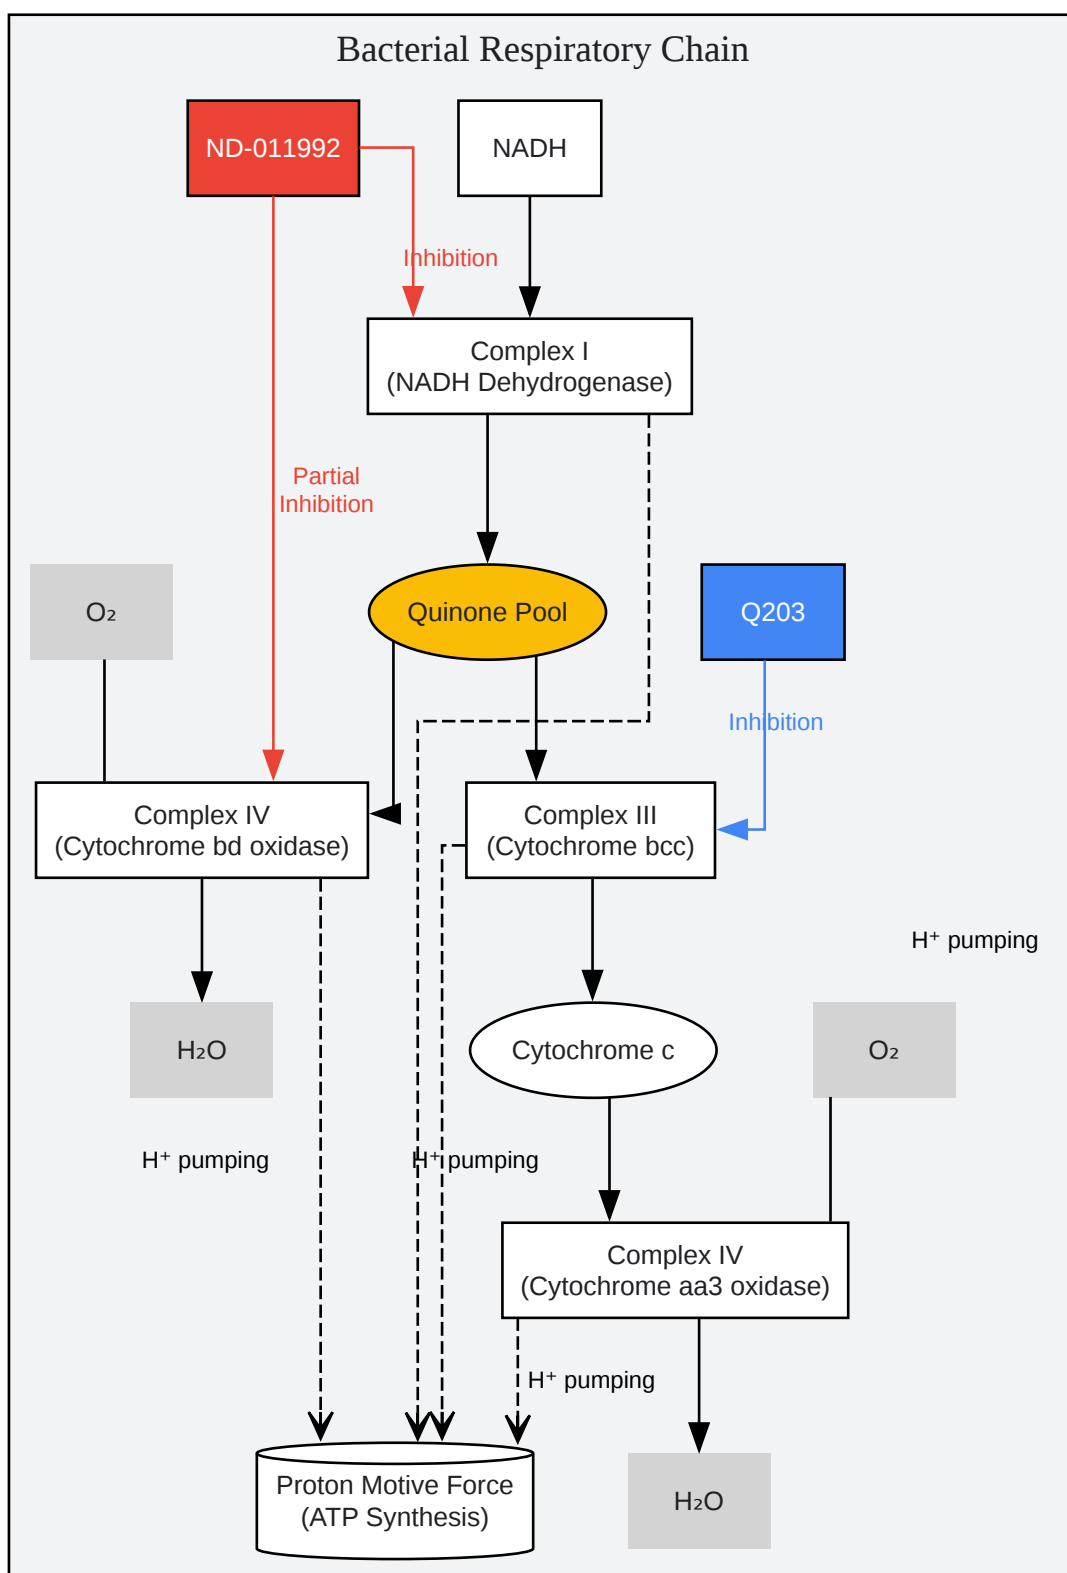 Bacterial Respiratory Chain
ND-011992
NADH
Inhibition
Complex I
(NADH Dehydrogenase)
Partial
Inhibition
O₂
Quinone Pool
Q203
Inhibition
Complex IV
(Cytochrome bd oxidase)
Complex III
(Cytochrome bcc)
H⁺ pumping
H₂O
Cytochrome c
O₂
H⁺ pumping
H⁺ pumping
Complex IV
(Cytochrome aa3 oxidase)
H⁺ pumping
Proton Motive Force
(ATP Synthesis)
H₂O